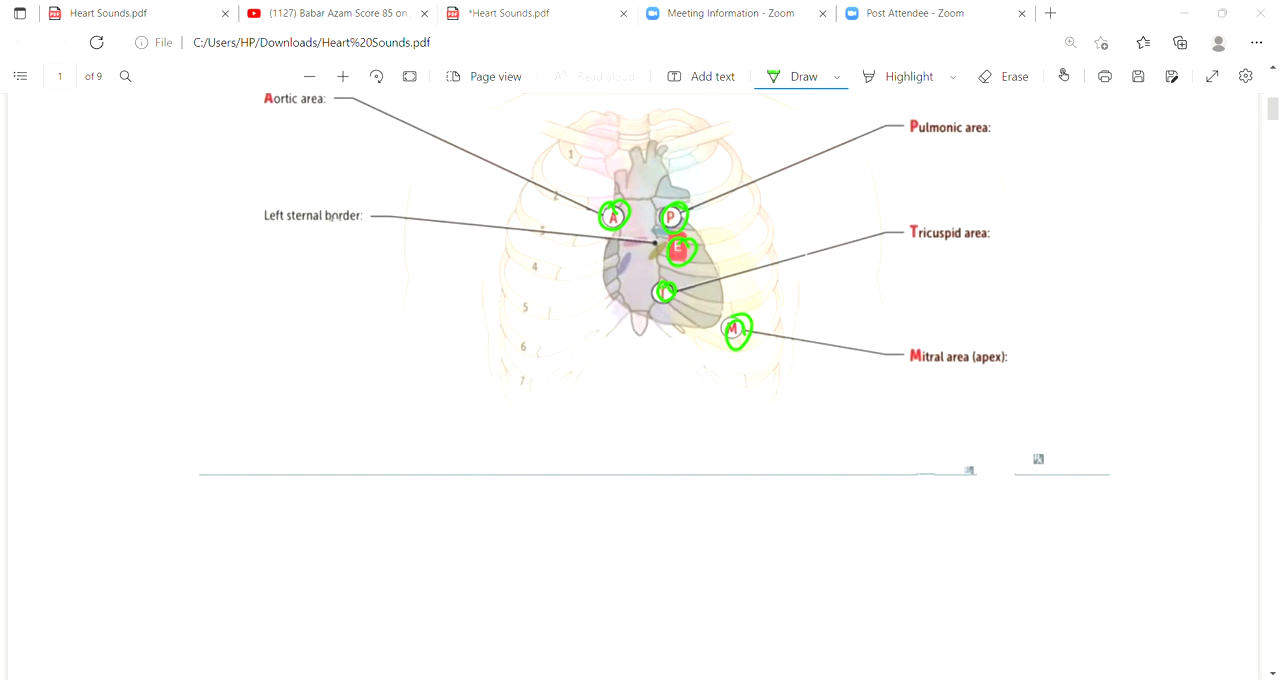 Heart Sounds.pdf
(1127) Babar Azam Score 85 on
*Heart Sounds.pdf
Meeting Information - Zoom
Post Attendee - Zoom
File
C:/Users/HP/Downloads/Heart%20Sounds.pdf
1 of 9
Page view
Read aloud
Add text
Draw
Highlight
Erase
Aortic area:
Pulmonic area:
1
2
A
P
Left sternal border:
3
E
Tricuspid area:
4
5
M
6
Mitral area (apex):
7